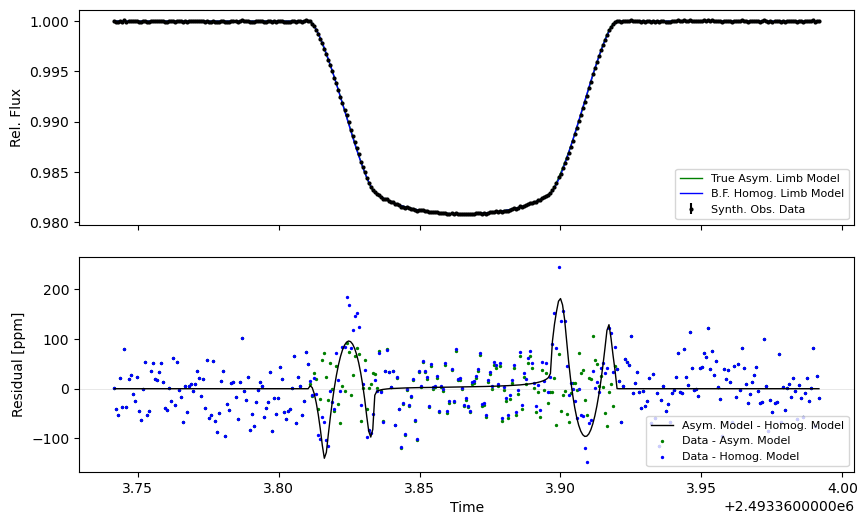 1.000
0.995
0.990
0.985
0.980
Rel. Flux
True Asym. Limb Model
B.F. Homog. Limb Model
Synth. Obs. Data
200
100
0
−100
Residual [ppm]
Asym. Model - Homog. Model
Data - Asym. Model
Data - Homog. Model
3.75 3.80 3.85 3.90 3.95 4.00
Time
+2.4933600000e6